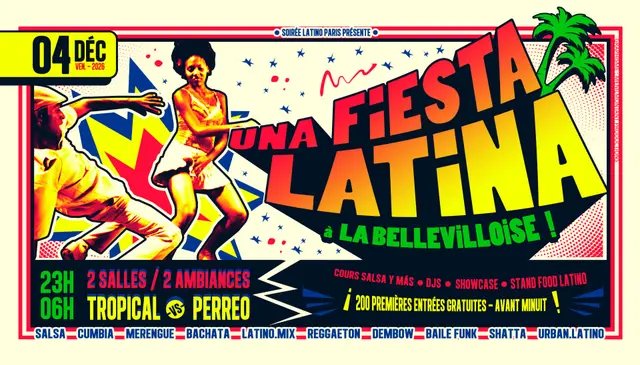 • SOIRÉE LATINO PARIS PRÉSENTE •
04 DÉC
VEN. - 2026
UNA FiESTA
LATiNA
à LA BELLEViLLOiSE !
23H
06H
2 SALLES / 2 AMBIANCES
TROPICAL VS PERREO
COURS SALSA Y MÁS • DJS • SHOWCASE • STAND FOOD LATINO
¡ 200 PREMIÈRES ENTRÉES GRATUITES - AVANT MINUIT !
SALSA CUMBIA MERENGUE BACHATA LATINO.MIX REGGAETON DEMBOW BAILE FUNK SHATTA URBAN.LATINO